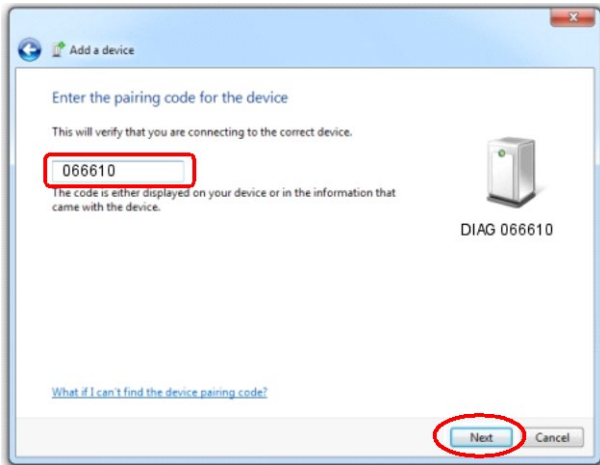 Add a device
Enter the pairing code for the device
This will verify that you are connecting to the correct device.
066610
The code is either displayed on your device or in the information that
came with the device.
DIAG 066610
What if I can't find the device pairing code?
Next
Cancel